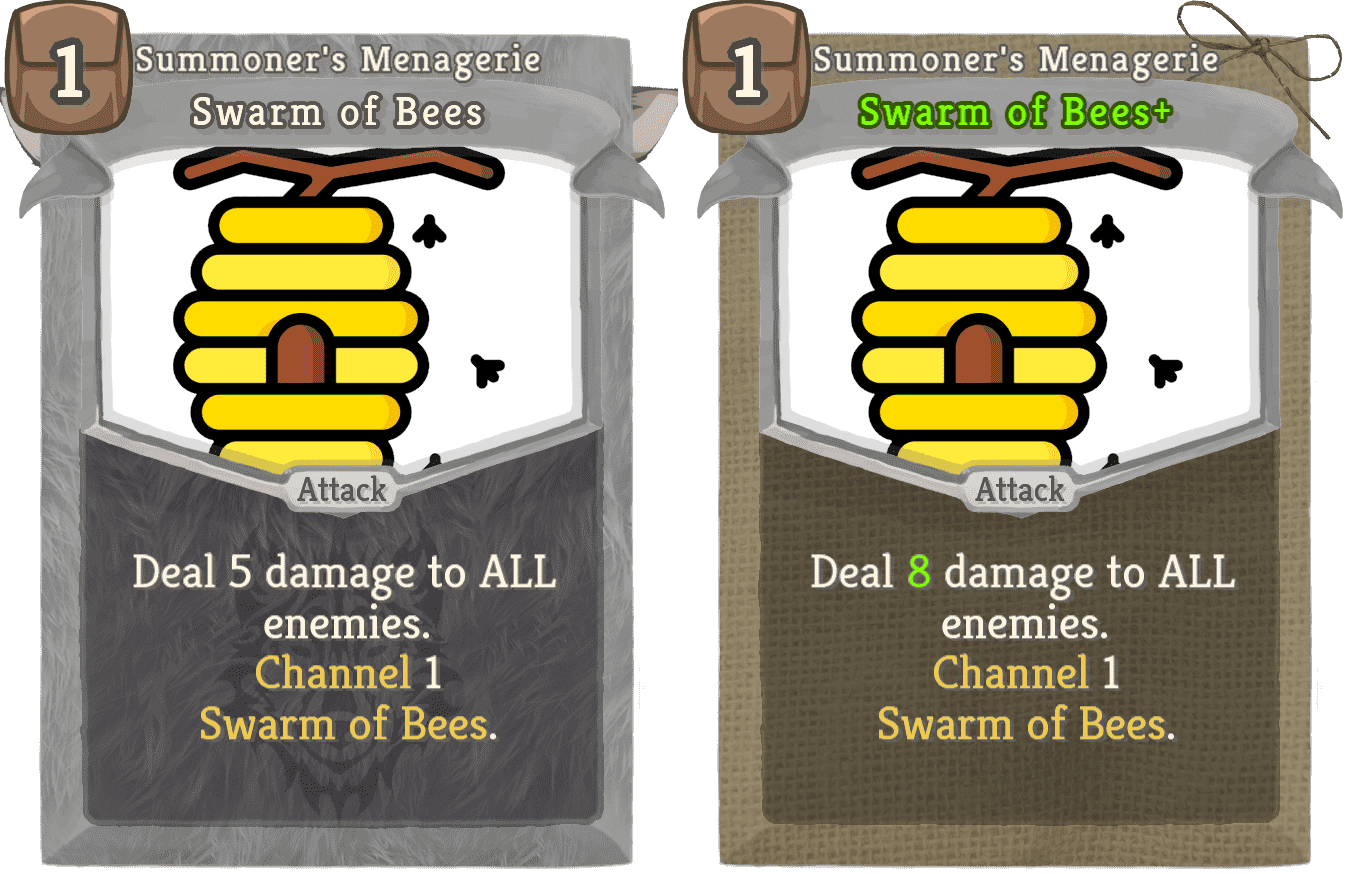 1
Summoner's Menagerie
Swarm of Bees
Attack
Deal 5 damage to ALL
enemies.
Channel 1
Swarm of Bees.
1
Summoner's Menagerie
Swarm of Bees+
Attack
Deal 8 damage to ALL
enemies.
Channel 1
Swarm of Bees.